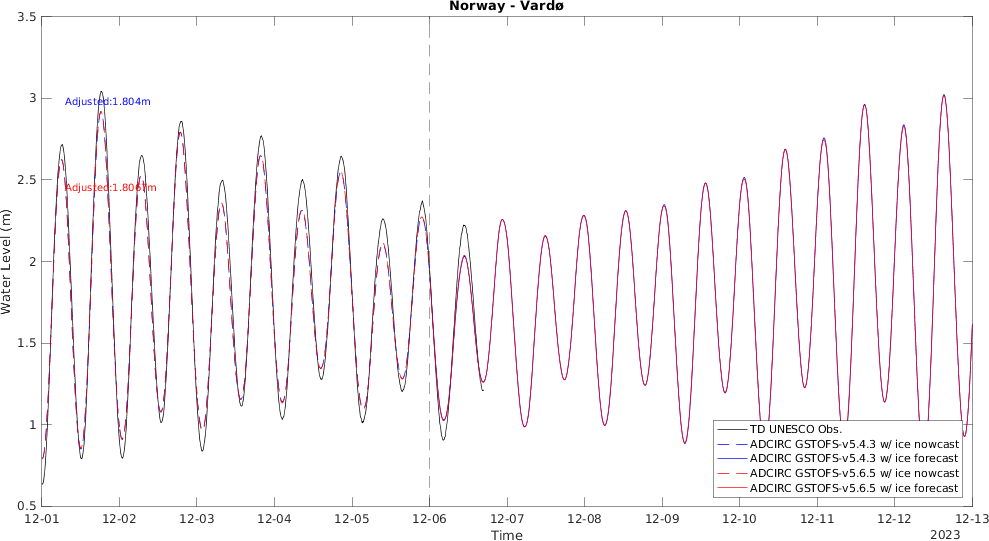 Norway - Vardø
3.5
3
2.5
2
1.5
1
0.5
Water Level (m)
Adjusted:1.804m
Adjusted:1.8067m
TD UNESCO Obs.
ADCIRC GSTOFS-v5.4.3 w/ ice nowcast
ADCIRC GSTOFS-v5.4.3 w/ ice forecast
ADCIRC GSTOFS-v5.6.5 w/ ice nowcast
ADCIRC GSTOFS-v5.6.5 w/ ice forecast
12-01 12-02 12-03 12-04 12-05 12-06 12-07 12-08 12-09 12-10 12-11 12-12 12-13
Time
2023